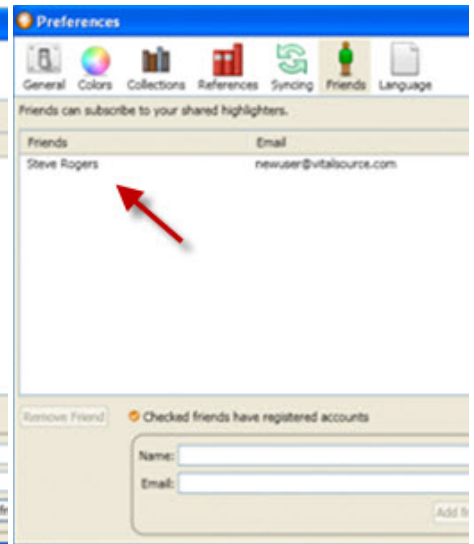 Preferences
General Colors Collections References Syncing Friends Language
Friends can subscribe to your shared highlighters.
Friends Email
Steve Rogers newuser@vitalsource.com
Remove Friend Checked friends have registered accounts
Name:
Email:
Add